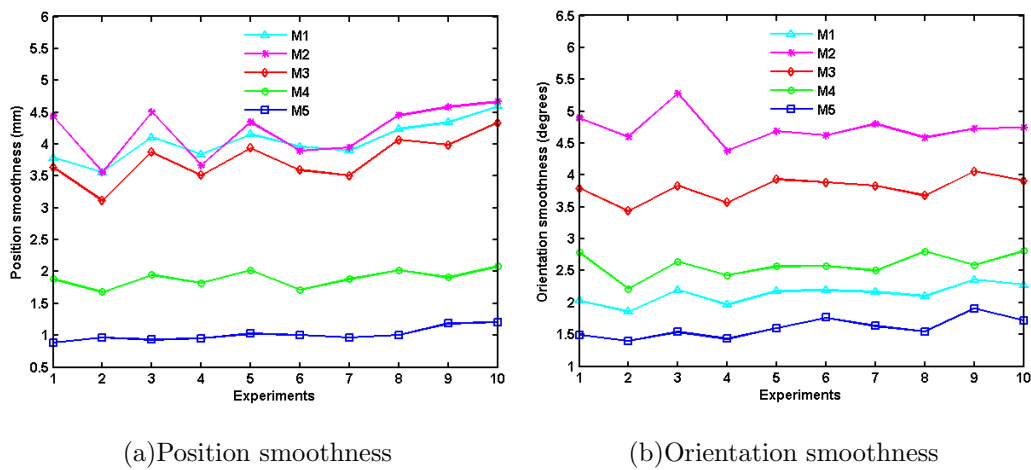 6
5.5
5
4.5
4
3.5
3
2.5
2
1.5
1
0.5
Position smoothness (mm)
M1
M2
M3
M4
M5
1 2 3 4 5 6 7 8 9 10
Experiments
(a)Position smoothness
6.5
6
5.5
5
4.5
4
3.5
3
2.5
2
1.5
1
Orientation smoothness (degrees)
M1
M2
M3
M4
M5
1 2 3 4 5 6 7 8 9 10
Experiments
(b)Orientation smoothness